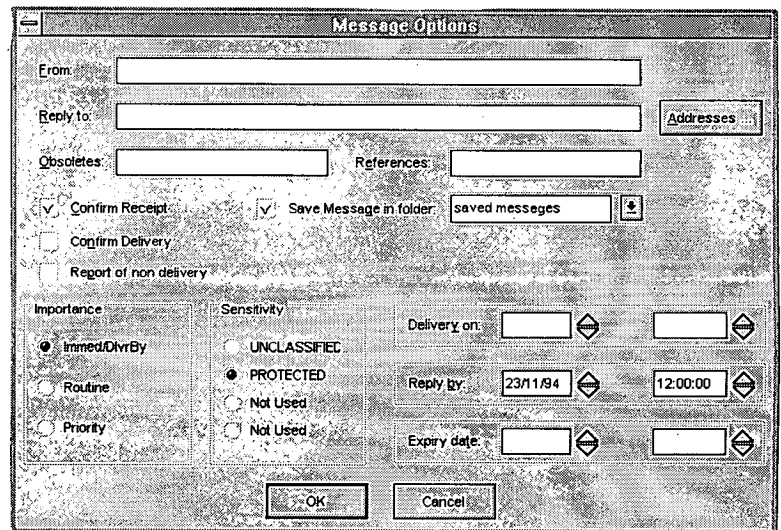 Message Options
From:
Reply to:
Addresses
Obsoletes:
References:
Confirm Receipt
Save Message in folder:
saved messeges
Confirm Delivery
Report of non delivery
Importance
Immed/DlvrBy
Routine
Priority
Sensitivity
UNCLASSIFIED
PROTECTED
Not Used
Not Used
Delivery on:
Reply by: 23/11/94 12:00:00
Expiry date:
OK
Cancel